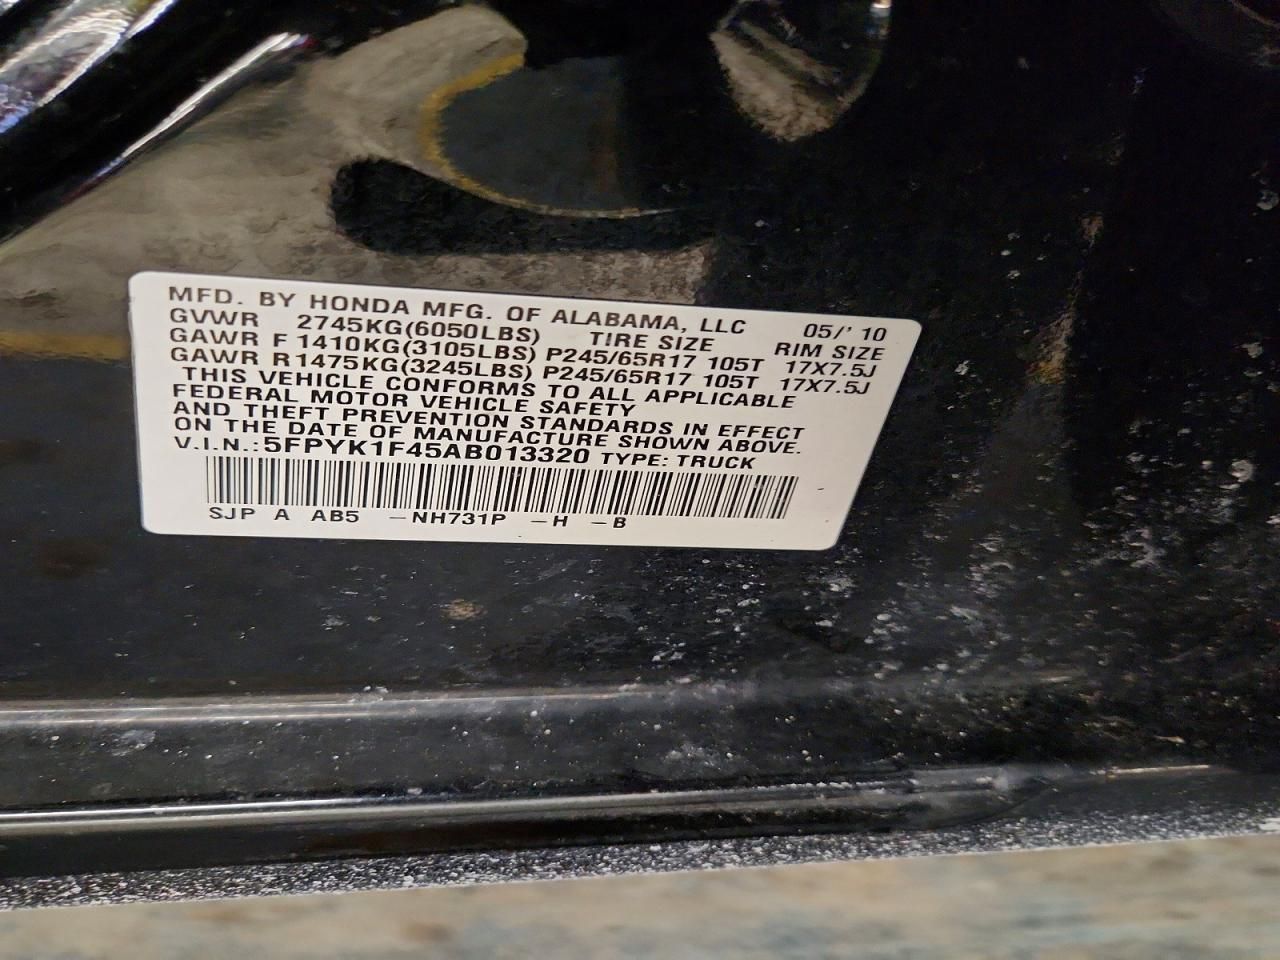 MFD. BY HONDA MFG. OF ALABAMA, LLC 05/'10
GVWR 2745KG(6050LBS) TIRE SIZE RIM SIZE
GAWR F 1410KG(3105LBS) P245/65R17 105T 17X7.5J
GAWR R1475KG(3245LBS) P245/65R17 105T 17X7.5J
THIS VEHICLE CONFORMS TO ALL APPLICABLE
FEDERAL MOTOR VEHICLE SAFETY
AND THEFT PREVENTION STANDARDS IN EFFECT
ON THE DATE OF MANUFACTURE SHOWN ABOVE.
V.I.N.:5FPYK1F45AB013320 TYPE: TRUCK
SJP A AB5 -NH731P -H -B